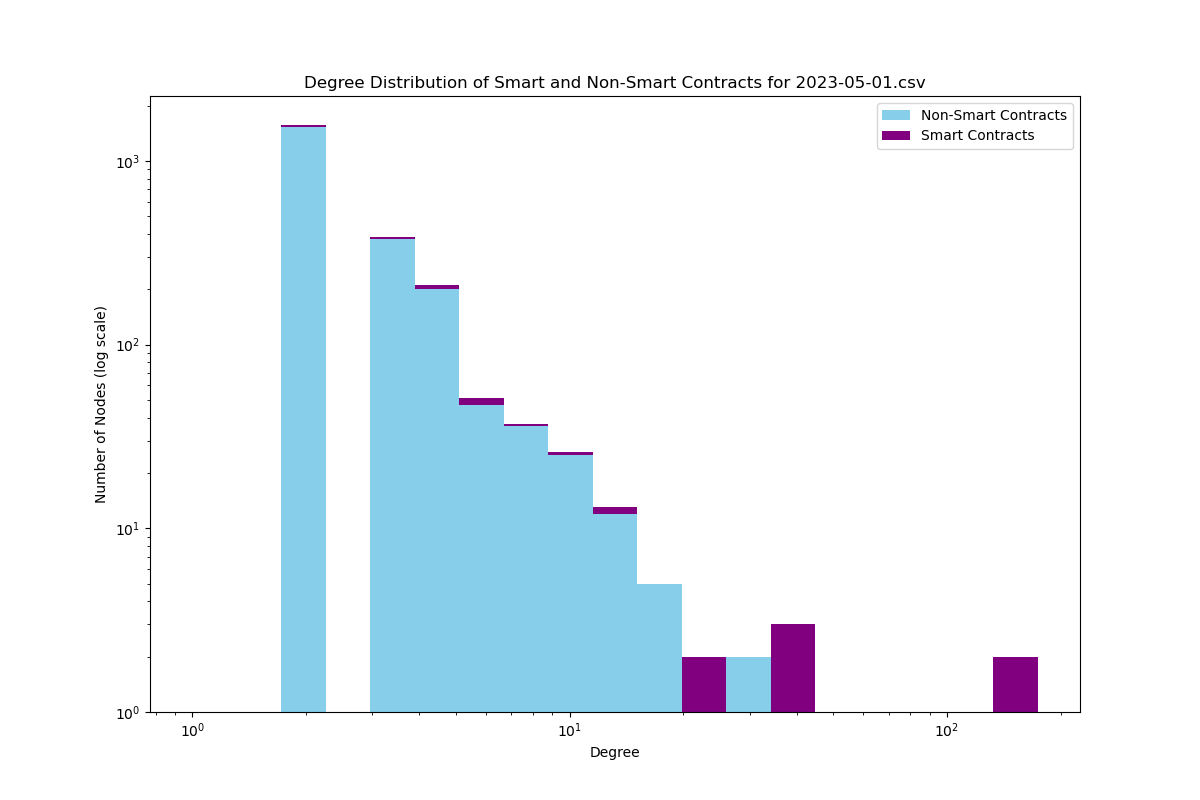 Degree Distribution of Smart and Non-Smart Contracts for 2023-05-01.csv
Non-Smart Contracts
Smart Contracts
Number of Nodes (log scale)
10³
10²
10¹
10⁰
10⁰ 10¹ 10²
Degree